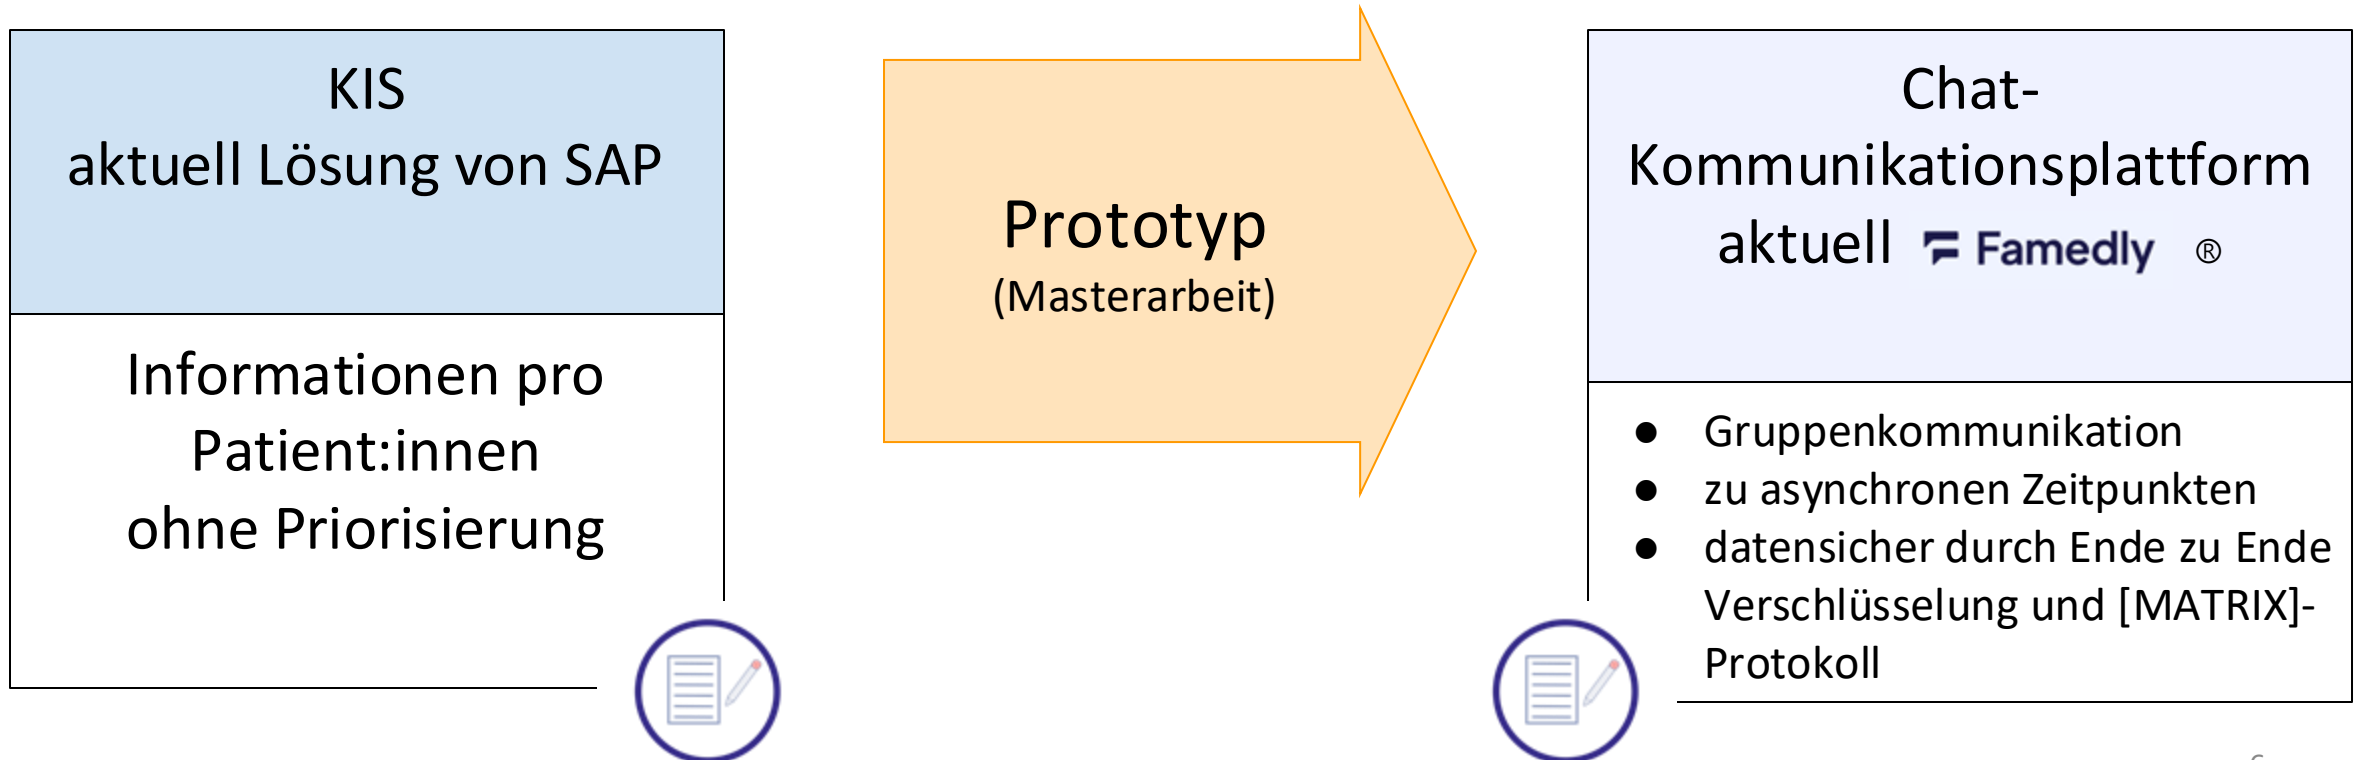 KIS
aktuell Lösung von SAP
Informationen pro
Patient:innen
ohne Priorisierung
Prototyp
(Masterarbeit)
Chat-
Kommunikationsplattform
aktuell Famedly ®
● Gruppenkommunikation
● zu asynchronen Zeitpunkten
● datensicher durch Ende zu Ende
Verschlüsselung und [MATRIX]-
Protokoll